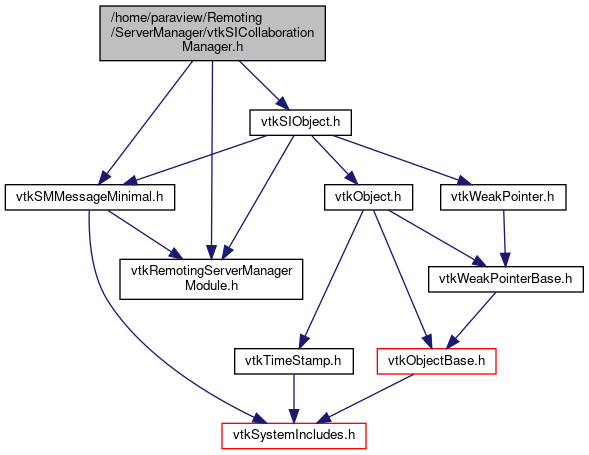 /home/paraview/Remoting
/ServerManager/vtkSICollaboration
Manager.h
vtkSIObject.h
vtkSMMessageMinimal.h
vtkObject.h
vtkWeakPointer.h
vtkRemotingServerManager
Module.h
vtkWeakPointerBase.h
vtkTimeStamp.h
vtkObjectBase.h
vtkSystemIncludes.h